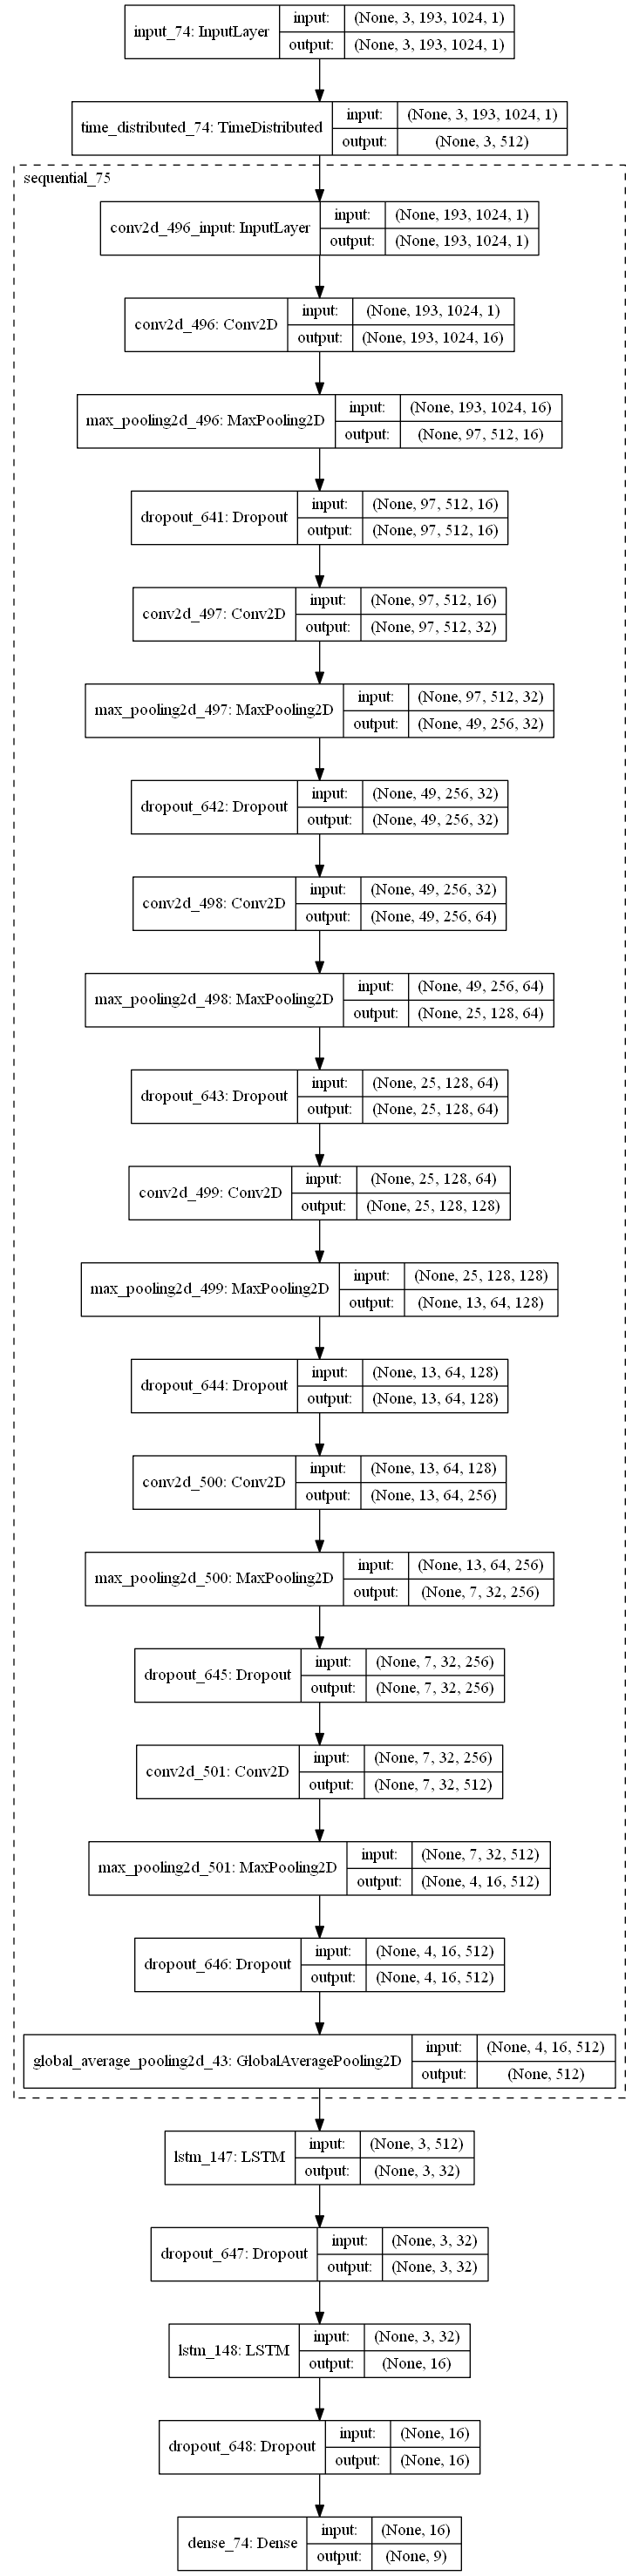 input_74: InputLayer
input: (None, 3, 193, 1024, 1)
output: (None, 3, 193, 1024, 1)
time_distributed_74: TimeDistributed
input: (None, 3, 193, 1024, 1)
output: (None, 3, 512)
sequential_75
conv2d_496_input: InputLayer
input: (None, 193, 1024, 1)
output: (None, 193, 1024, 1)
conv2d_496: Conv2D
input: (None, 193, 1024, 1)
output: (None, 193, 1024, 16)
max_pooling2d_496: MaxPooling2D
input: (None, 193, 1024, 16)
output: (None, 97, 512, 16)
dropout_641: Dropout
input: (None, 97, 512, 16)
output: (None, 97, 512, 16)
conv2d_497: Conv2D
input: (None, 97, 512, 16)
output: (None, 97, 512, 32)
max_pooling2d_497: MaxPooling2D
input: (None, 97, 512, 32)
output: (None, 49, 256, 32)
dropout_642: Dropout
input: (None, 49, 256, 32)
output: (None, 49, 256, 32)
conv2d_498: Conv2D
input: (None, 49, 256, 32)
output: (None, 49, 256, 64)
max_pooling2d_498: MaxPooling2D
input: (None, 49, 256, 64)
output: (None, 25, 128, 64)
dropout_643: Dropout
input: (None, 25, 128, 64)
output: (None, 25, 128, 64)
conv2d_499: Conv2D
input: (None, 25, 128, 64)
output: (None, 25, 128, 128)
max_pooling2d_499: MaxPooling2D
input: (None, 25, 128, 128)
output: (None, 13, 64, 128)
dropout_644: Dropout
input: (None, 13, 64, 128)
output: (None, 13, 64, 128)
conv2d_500: Conv2D
input: (None, 13, 64, 128)
output: (None, 13, 64, 256)
max_pooling2d_500: MaxPooling2D
input: (None, 13, 64, 256)
output: (None, 7, 32, 256)
dropout_645: Dropout
input: (None, 7, 32, 256)
output: (None, 7, 32, 256)
conv2d_501: Conv2D
input: (None, 7, 32, 256)
output: (None, 7, 32, 512)
max_pooling2d_501: MaxPooling2D
input: (None, 7, 32, 512)
output: (None, 4, 16, 512)
dropout_646: Dropout
input: (None, 4, 16, 512)
output: (None, 4, 16, 512)
global_average_pooling2d_43: GlobalAveragePooling2D
input: (None, 4, 16, 512)
output: (None, 512)
lstm_147: LSTM
input: (None, 3, 512)
output: (None, 3, 32)
dropout_647: Dropout
input: (None, 3, 32)
output: (None, 3, 32)
lstm_148: LSTM
input: (None, 3, 32)
output: (None, 16)
dropout_648: Dropout
input: (None, 16)
output: (None, 16)
dense_74: Dense
input: (None, 16)
output: (None, 9)